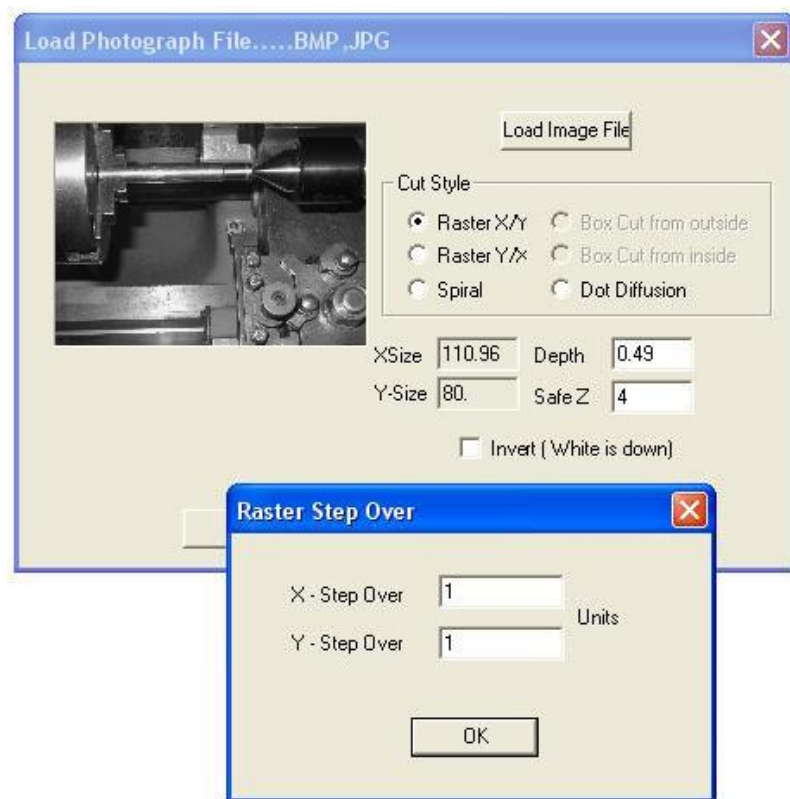 Load Photograph File.....BMP,JPG
Load Image File
Cut Style
Raster X/Y
Box Cut from outside
Raster Y/X
Box Cut from inside
Spiral
Dot Diffusion
XSize 110.96 Depth 0.49
Y-Size 80. Safe Z 4
Invert ( White is down)
Raster Step Over
X - Step Over 1
Units
Y - Step Over 1
OK